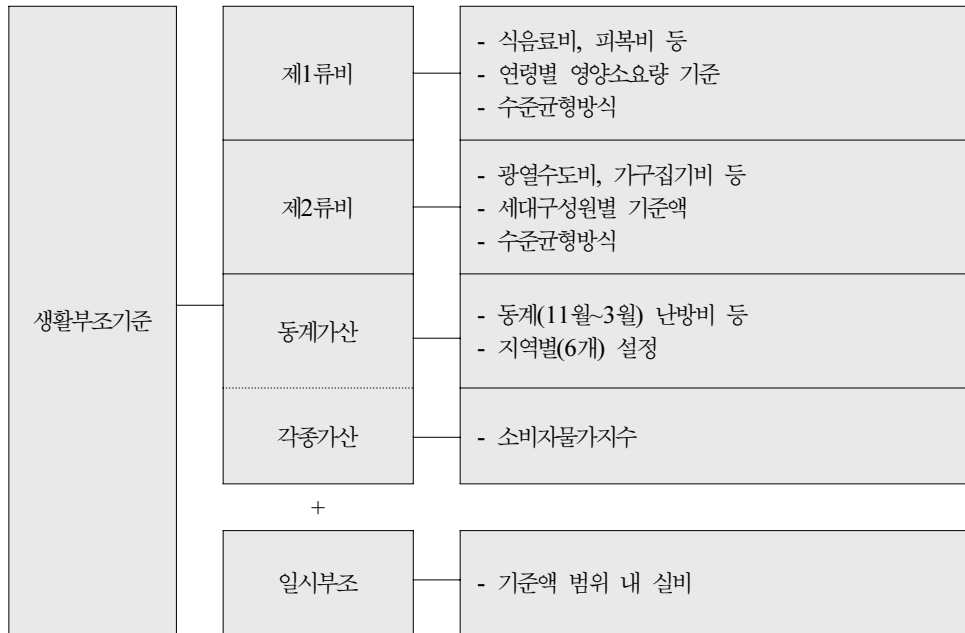 생활부조기준
제1류비
- 식음료비, 피복비 등
- 연령별 영양소요량 기준
- 수준균형방식
제2류비
- 광열수도비, 가구집기비 등
- 세대구성원별 기준액
- 수준균형방식
동계가산
- 동계(11월~3월) 난방비 등
- 지역별(6개) 설정
각종가산
- 소비자물가지수
+
일시부조
- 기준액 범위 내 실비